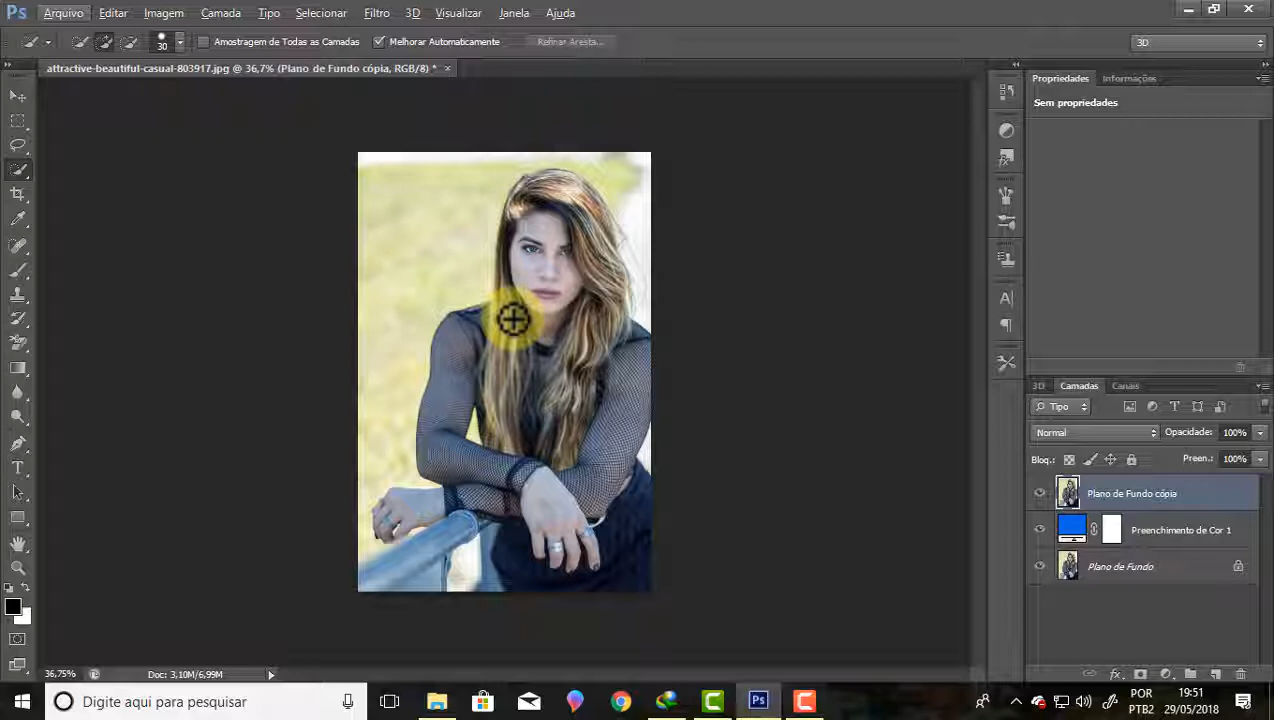 Ps Arquivo Editar Imagem Camada Tipo Selecionar Filtro 3D Visualizar Janela Ajuda
30 Amostragem de Todas as Camadas Melhorar Automaticamente Refinar Aresta... 3D
attractive-beautiful-casual-803917.jpg @ 36,7% (Plano de Fundo cópia, RGB/8) * ×
Propriedades Informações
Sem propriedades
3D Camadas Canais
Tipo
Normal Opacidade: 100%
Bloq.: Preen.: 100%
Plano de Fundo cópia
Preenchimento de Cor 1
Plano de Fundo
36,75% Doc: 3,10M/6,99M
Digite aqui para pesquisar
Ps
POR
PTB2
19:51
29/05/2018